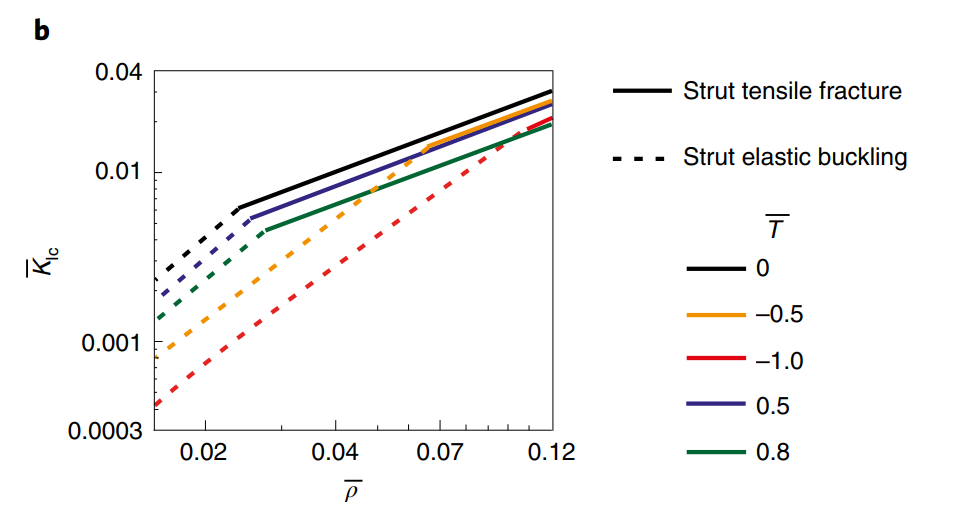 b
0.04
0.01
0.001
0.0003
K̅Ic
0.02 0.04 0.07 0.12
ρ̅
Strut tensile fracture
Strut elastic buckling
T̅
0
–0.5
–1.0
0.5
0.8